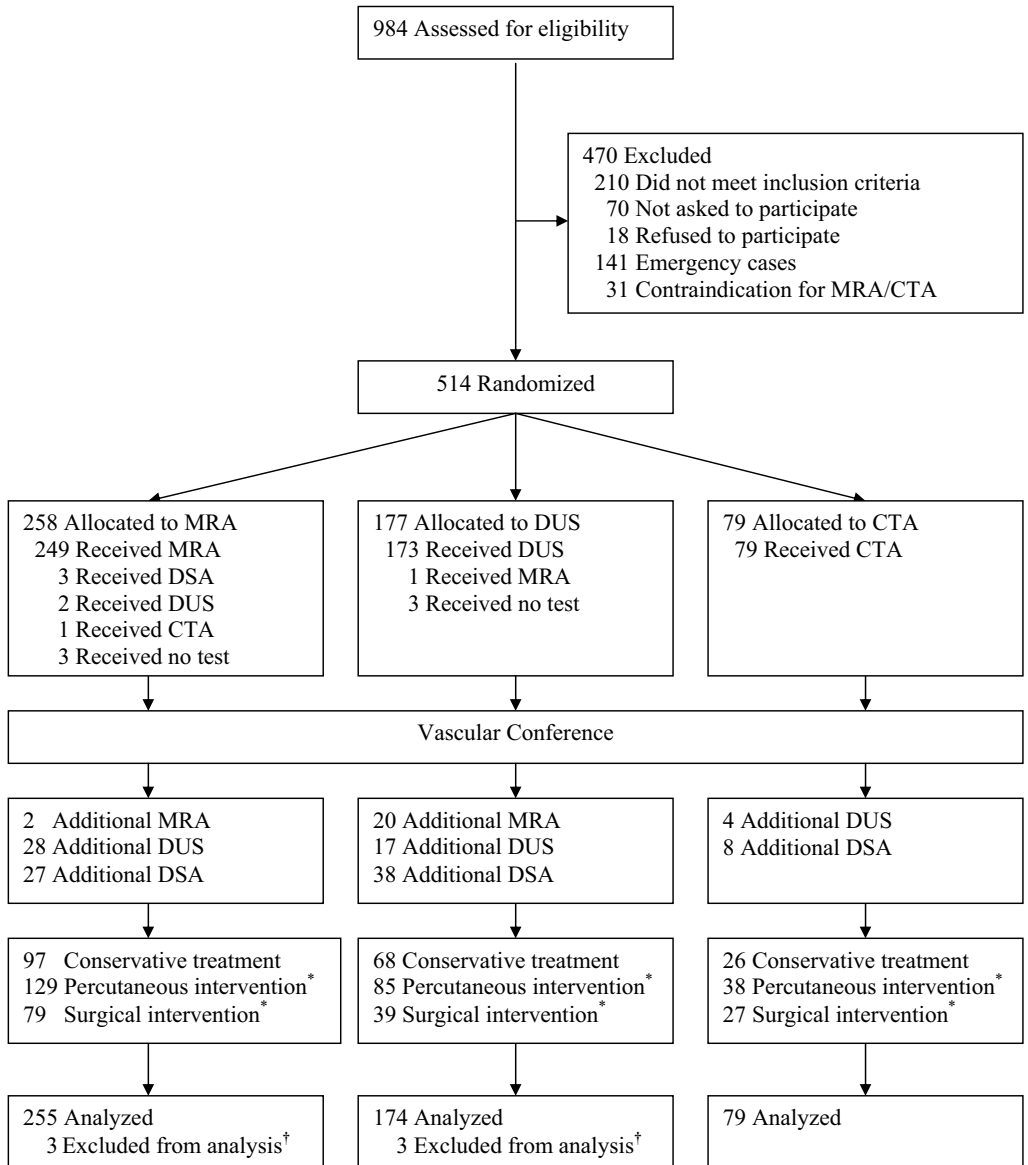 984 Assessed for eligibility
470 Excluded
210 Did not meet inclusion criteria
70 Not asked to participate
18 Refused to participate
141 Emergency cases
31 Contraindication for MRA/CTA
514 Randomized
258 Allocated to MRA
249 Received MRA
3 Received DSA
2 Received DUS
1 Received CTA
3 Received no test
177 Allocated to DUS
173 Received DUS
1 Received MRA
3 Received no test
79 Allocated to CTA
79 Received CTA
Vascular Conference
2 Additional MRA
28 Additional DUS
27 Additional DSA
20 Additional MRA
17 Additional DUS
38 Additional DSA
4 Additional DUS
8 Additional DSA
97 Conservative treatment
129 Percutaneous intervention*
79 Surgical intervention*
68 Conservative treatment
85 Percutaneous intervention*
39 Surgical intervention*
26 Conservative treatment
38 Percutaneous intervention*
27 Surgical intervention*
255 Analyzed
3 Excluded from analysis†
174 Analyzed
3 Excluded from analysis†
79 Analyzed